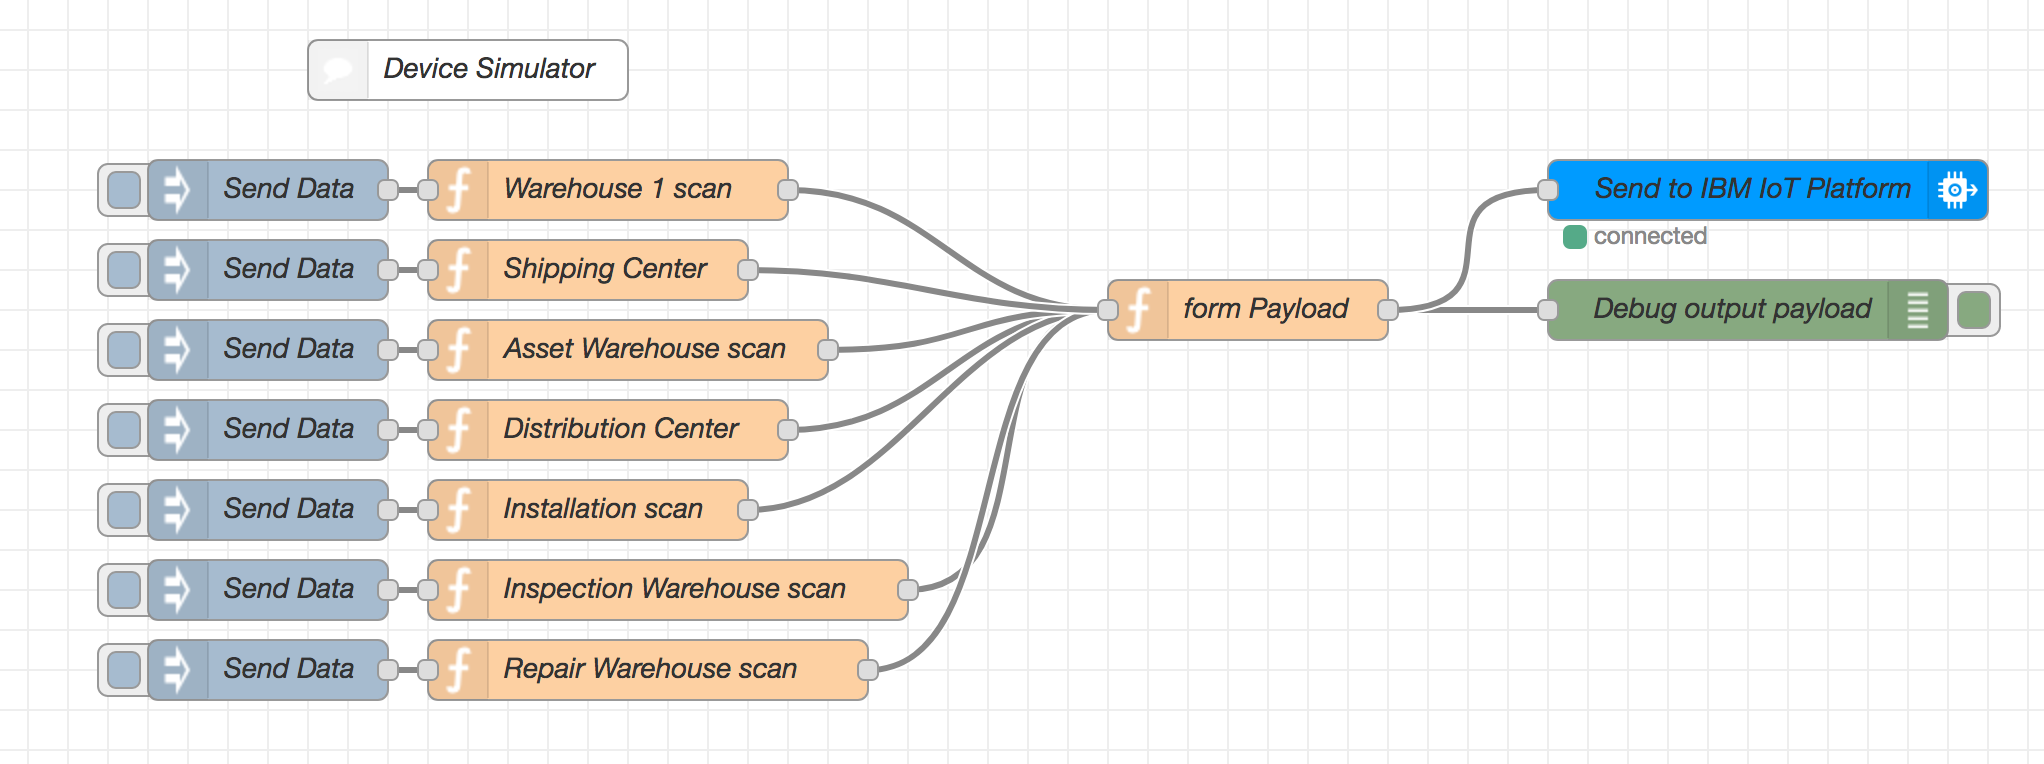 Device Simulator
Send Data
Warehouse 1 scan
Send to IBM IoT Platform
connected
Send Data
Shipping Center
form Payload
Debug output payload
Send Data
Asset Warehouse scan
Send Data
Distribution Center
Send Data
Installation scan
Send Data
Inspection Warehouse scan
Send Data
Repair Warehouse scan